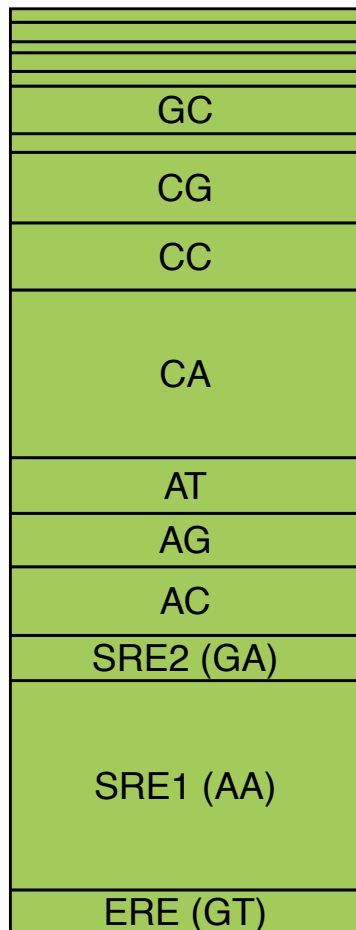 GC
CG
CC
CA
AT
AG
AC
SRE2 (GA)
SRE1 (AA)
ERE (GT)